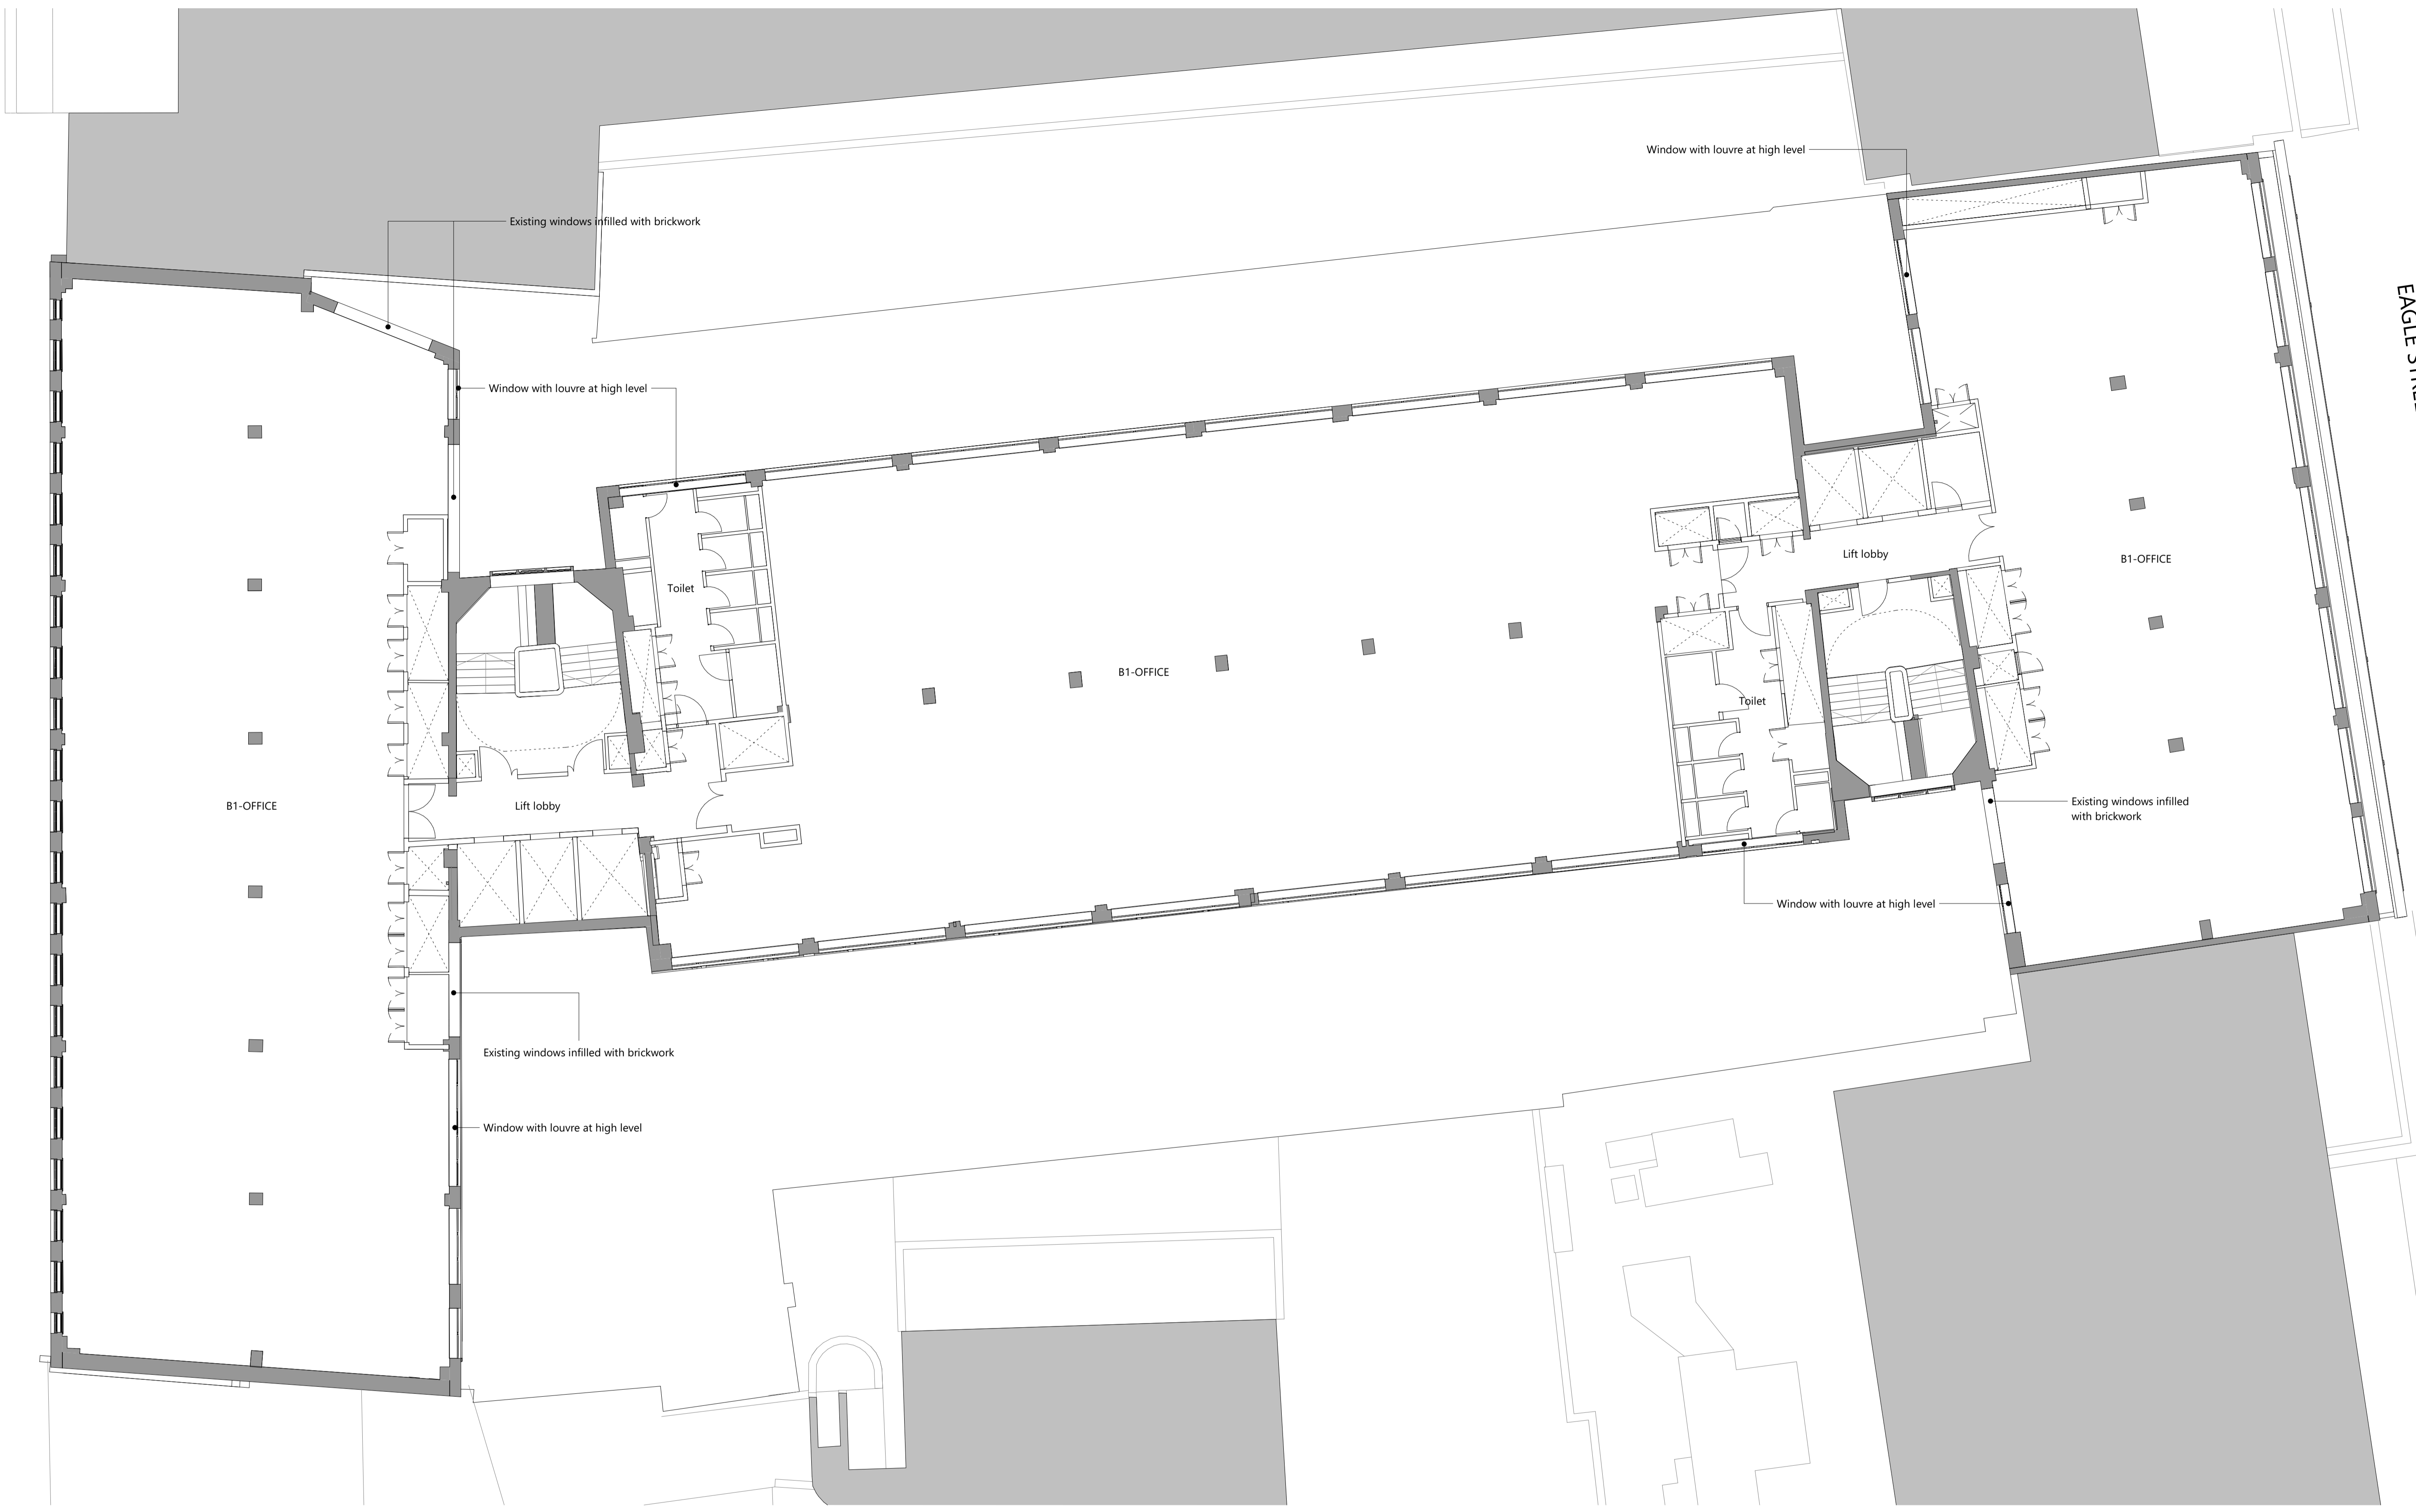 Window with louvre at high level
Existing windows infilled with brickwork
EAGLE
Window with louvre at high level
Lift lobby
B1-OFFICE
Toilet
B1-OFFICE
Toilet
B1-OFFICE
Lift lobby
Existing windows infilled
with brickwork
Window with louvre at high level
Existing windows infilled with brickwork
Window with louvre at high level